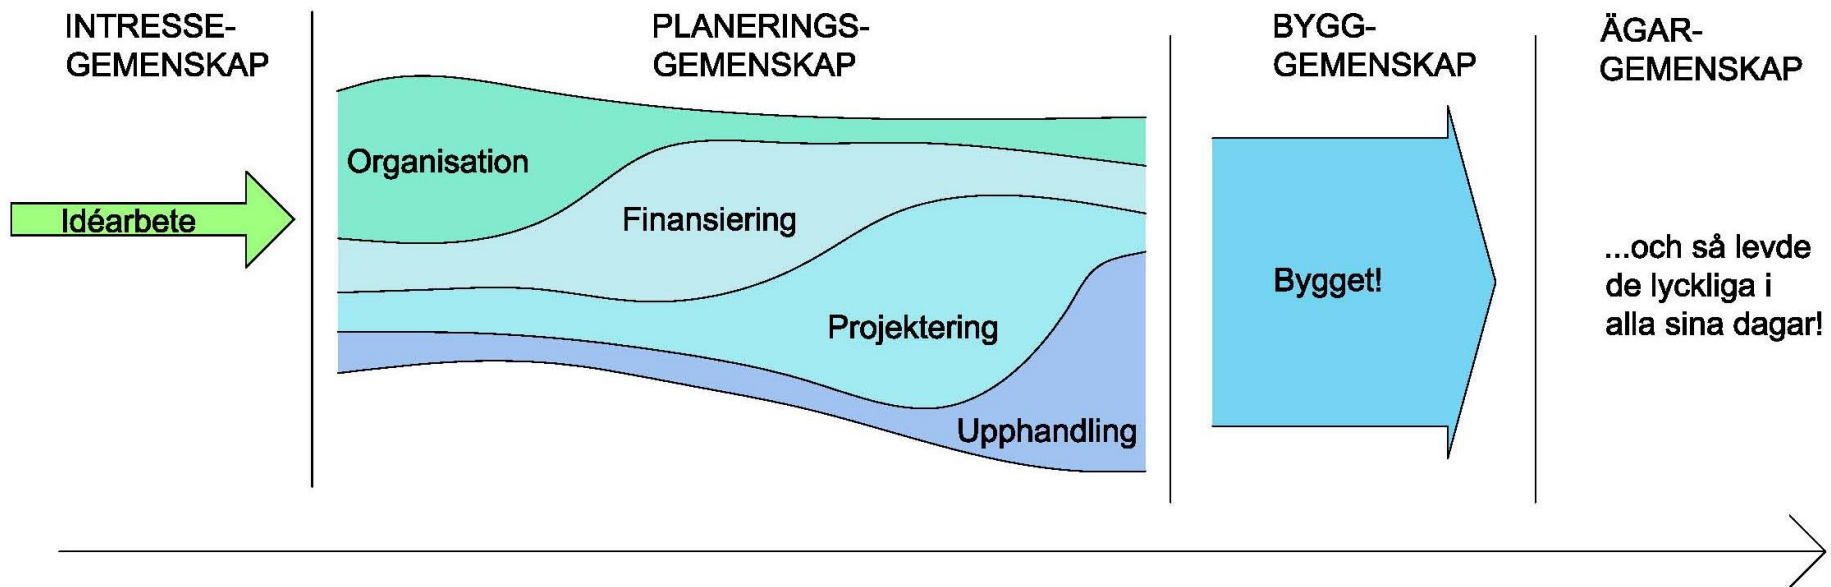 INTRESSE-
GEMENSKAP
PLANERINGS-
GEMENSKAP
BYGG-
GEMENSKAP
ÄGAR-
GEMENSKAP
Idéarbete
Organisation
Finansiering
Projektering
Upphandling
Bygget!
...och så levde
de lyckliga i
alla sina dagar!